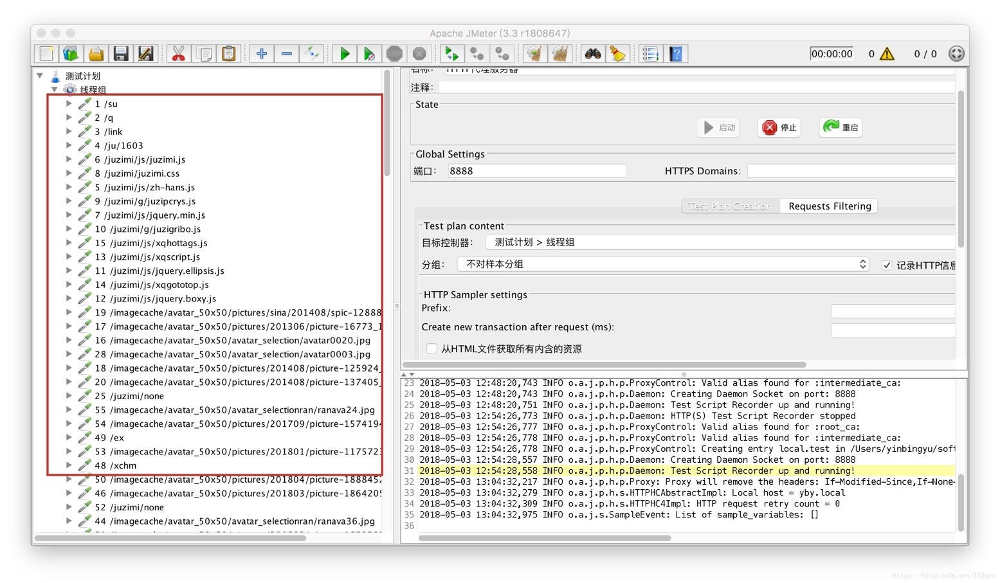 Apache JMeter (3.3 r1808647)
00:00:00 0 0 / 0
测试计划
线程组
1 /su
2 /q
3 /link
4 /ju/1603
6 /juzimi/js/juzimi.js
8 /juzimi/juzimi.css
5 /juzimi/js/zh-hans.js
9 /juzimi/g/juzipcrys.js
7 /juzimi/js/jquery.min.js
10 /juzimi/g/juzigribo.js
15 /juzimi/js/xqhottags.js
13 /juzimi/js/xqscript.js
11 /juzimi/js/jquery.ellipsis.js
14 /juzimi/js/xqgototop.js
12 /juzimi/js/jquery.boxy.js
19 /imagecache/avatar_50x50/pictures/sina/201408/spic-12888
17 /imagecache/avatar_50x50/pictures/201306/picture-16773_1
16 /imagecache/avatar_50x50/avatar_selection/avatar0020.jpg
28 /imagecache/avatar_50x50/avatar_selection/avatar0003.jpg
18 /imagecache/avatar_50x50/pictures/201408/picture-125924_
20 /imagecache/avatar_50x50/pictures/201408/picture-137405_
25 /juzimi/none
55 /imagecache/avatar_50x50/avatar_selectionran/ranava24.jpg
54 /imagecache/avatar_50x50/pictures/201709/picture-1574194
49 /ex
53 /imagecache/avatar_50x50/pictures/201801/picture-1175723
48 /xchm
50 /imagecache/avatar_50x50/pictures/201804/picture-1888452
46 /imagecache/avatar_50x50/pictures/201803/picture-1864205
52 /juzimi/none
44 /imagecache/avatar_50x50/avatar_selectionran/ranava36.jpg
名称： HTTP代理服务器
注释：
State
启动 停止 重启
Global Settings
端口： 8888 HTTPS Domains:
Test Plan Creation Requests Filtering
Test plan content
目标控制器： 测试计划 > 线程组
分组： 不对样本分组 记录HTTP信息
HTTP Sampler settings
Prefix:
Create new transaction after request (ms):
从HTML文件获取所有内含的资源
23 2018-05-03 12:48:20,743 INFO o.a.j.p.h.p.ProxyControl: Valid alias found for :intermediate_ca:
24 2018-05-03 12:48:20,743 INFO o.a.j.p.h.p.Daemon: Creating Daemon Socket on port: 8888
25 2018-05-03 12:48:20,751 INFO o.a.j.p.h.p.Daemon: Test Script Recorder up and running!
26 2018-05-03 12:54:26,773 INFO o.a.j.p.h.p.Daemon: HTTP(S) Test Script Recorder stopped
27 2018-05-03 12:54:26,777 INFO o.a.j.p.h.p.ProxyControl: Valid alias found for :root_ca:
28 2018-05-03 12:54:26,778 INFO o.a.j.p.h.p.ProxyControl: Valid alias found for :intermediate_ca:
29 2018-05-03 12:54:26,778 INFO o.a.j.p.h.p.ProxyControl: Creating entry local.test in /Users/yinbingyu/soft
30 2018-05-03 12:54:28,557 INFO o.a.j.p.h.p.Daemon: Creating Daemon Socket on port: 8888
31 2018-05-03 12:54:28,558 INFO o.a.j.p.h.p.Daemon: Test Script Recorder up and running!
32 2018-05-03 13:04:32,217 INFO o.a.j.p.h.p.Proxy: Proxy will remove the headers: If-Modified-Since,If-None-
33 2018-05-03 13:04:32,279 INFO o.a.j.p.h.s.HTTPHCAbstractImpl: Local host = yby.local
34 2018-05-03 13:04:32,309 INFO o.a.j.p.h.s.HTTPHC4Impl: HTTP request retry count = 0
35 2018-05-03 13:04:32,975 INFO o.a.j.s.SampleEvent: List of sample_variables: []
36
https://blog.csdn.net/Y12nre